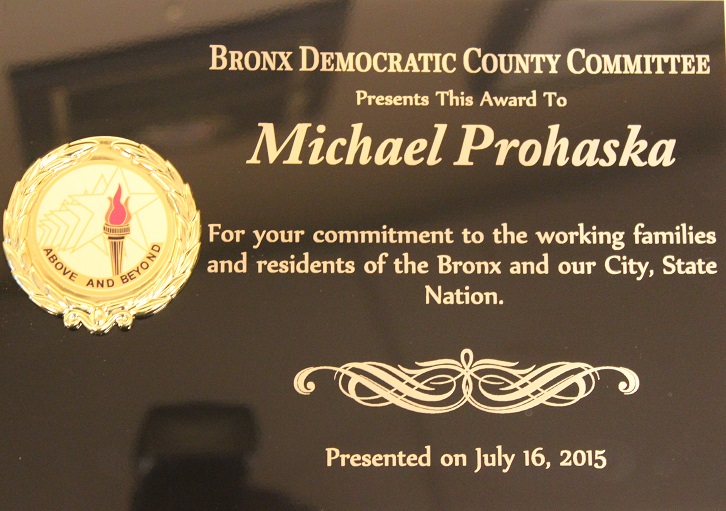 BRONX DEMOCRATIC COUNTY COMMITTEE
Presents This Award To
Michael Prohaska
For your commitment to the working families
and residents of the Bronx and our City, State
Nation.
ABOVE AND BEYOND
Presented on July 16, 2015